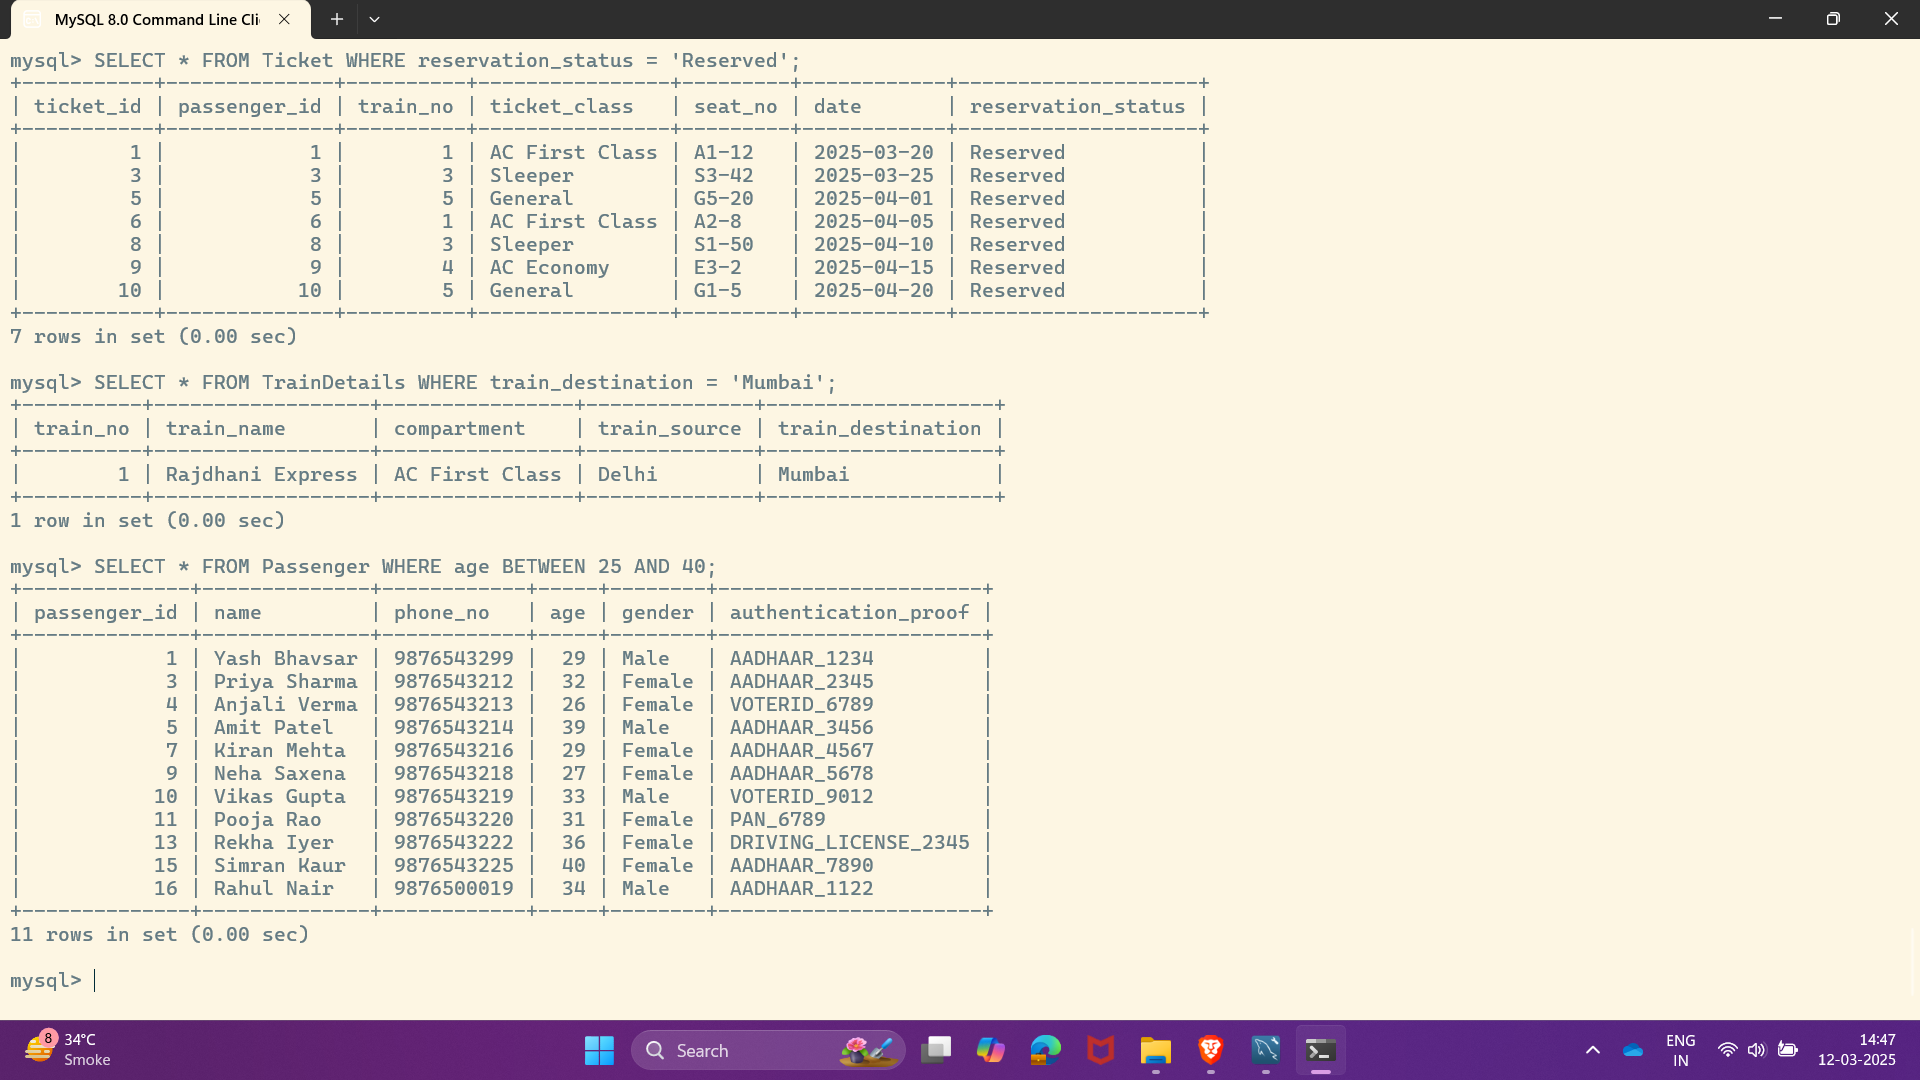 MySQL 8.0 Command Line Cli
mysql> SELECT * FROM Ticket WHERE reservation_status = 'Reserved';
+-----------+--------------+----------+----------------+---------+------------+--------------------+
| ticket_id | passenger_id | train_no | ticket_class   | seat_no | date       | reservation_status |
+-----------+--------------+----------+----------------+---------+------------+--------------------+
|         1 |            1 |        1 | AC First Class | A1-12   | 2025-03-20 | Reserved           |
|         3 |            3 |        3 | Sleeper        | S3-42   | 2025-03-25 | Reserved           |
|         5 |            5 |        5 | General        | G5-20   | 2025-04-01 | Reserved           |
|         6 |            6 |        1 | AC First Class | A2-8    | 2025-04-05 | Reserved           |
|         8 |            8 |        3 | Sleeper        | S1-50   | 2025-04-10 | Reserved           |
|         9 |            9 |        4 | AC Economy     | E3-2    | 2025-04-15 | Reserved           |
|        10 |           10 |        5 | General        | G1-5    | 2025-04-20 | Reserved           |
+-----------+--------------+----------+----------------+---------+------------+--------------------+
7 rows in set (0.00 sec)
mysql> SELECT * FROM TrainDetails WHERE train_destination = 'Mumbai';
+----------+------------------+----------------+--------------+-------------------+
| train_no | train_name       | compartment    | train_source | train_destination |
+----------+------------------+----------------+--------------+-------------------+
|        1 | Rajdhani Express | AC First Class | Delhi        | Mumbai            |
+----------+------------------+----------------+--------------+-------------------+
1 row in set (0.00 sec)
mysql> SELECT * FROM Passenger WHERE age BETWEEN 25 AND 40;
+--------------+--------------+------------+-----+--------+----------------------+
| passenger_id | name         | phone_no   | age | gender | authentication_proof |
+--------------+--------------+------------+-----+--------+----------------------+
|            1 | Yash Bhavsar | 9876543299 |  29 | Male   | AADHAAR_1234         |
|            3 | Priya Sharma | 9876543212 |  32 | Female | AADHAAR_2345         |
|            4 | Anjali Verma | 9876543213 |  26 | Female | VOTERID_6789         |
|            5 | Amit Patel   | 9876543214 |  39 | Male   | AADHAAR_3456         |
|            7 | Kiran Mehta  | 9876543216 |  29 | Female | AADHAAR_4567         |
|            9 | Neha Saxena  | 9876543218 |  27 | Female | AADHAAR_5678         |
|           10 | Vikas Gupta  | 9876543219 |  33 | Male   | VOTERID_9012         |
|           11 | Pooja Rao    | 9876543220 |  31 | Female | PAN_6789             |
|           13 | Rekha Iyer   | 9876543222 |  36 | Female | DRIVING_LICENSE_2345 |
|           15 | Simran Kaur  | 9876543225 |  40 | Female | AADHAAR_7890         |
|           16 | Rahul Nair   | 9876500019 |  34 | Male   | AADHAAR_1122         |
+--------------+--------------+------------+-----+--------+----------------------+
11 rows in set (0.00 sec)
mysql>
8
34°C
Smoke
Search
ENG
IN
14:47
12-03-2025